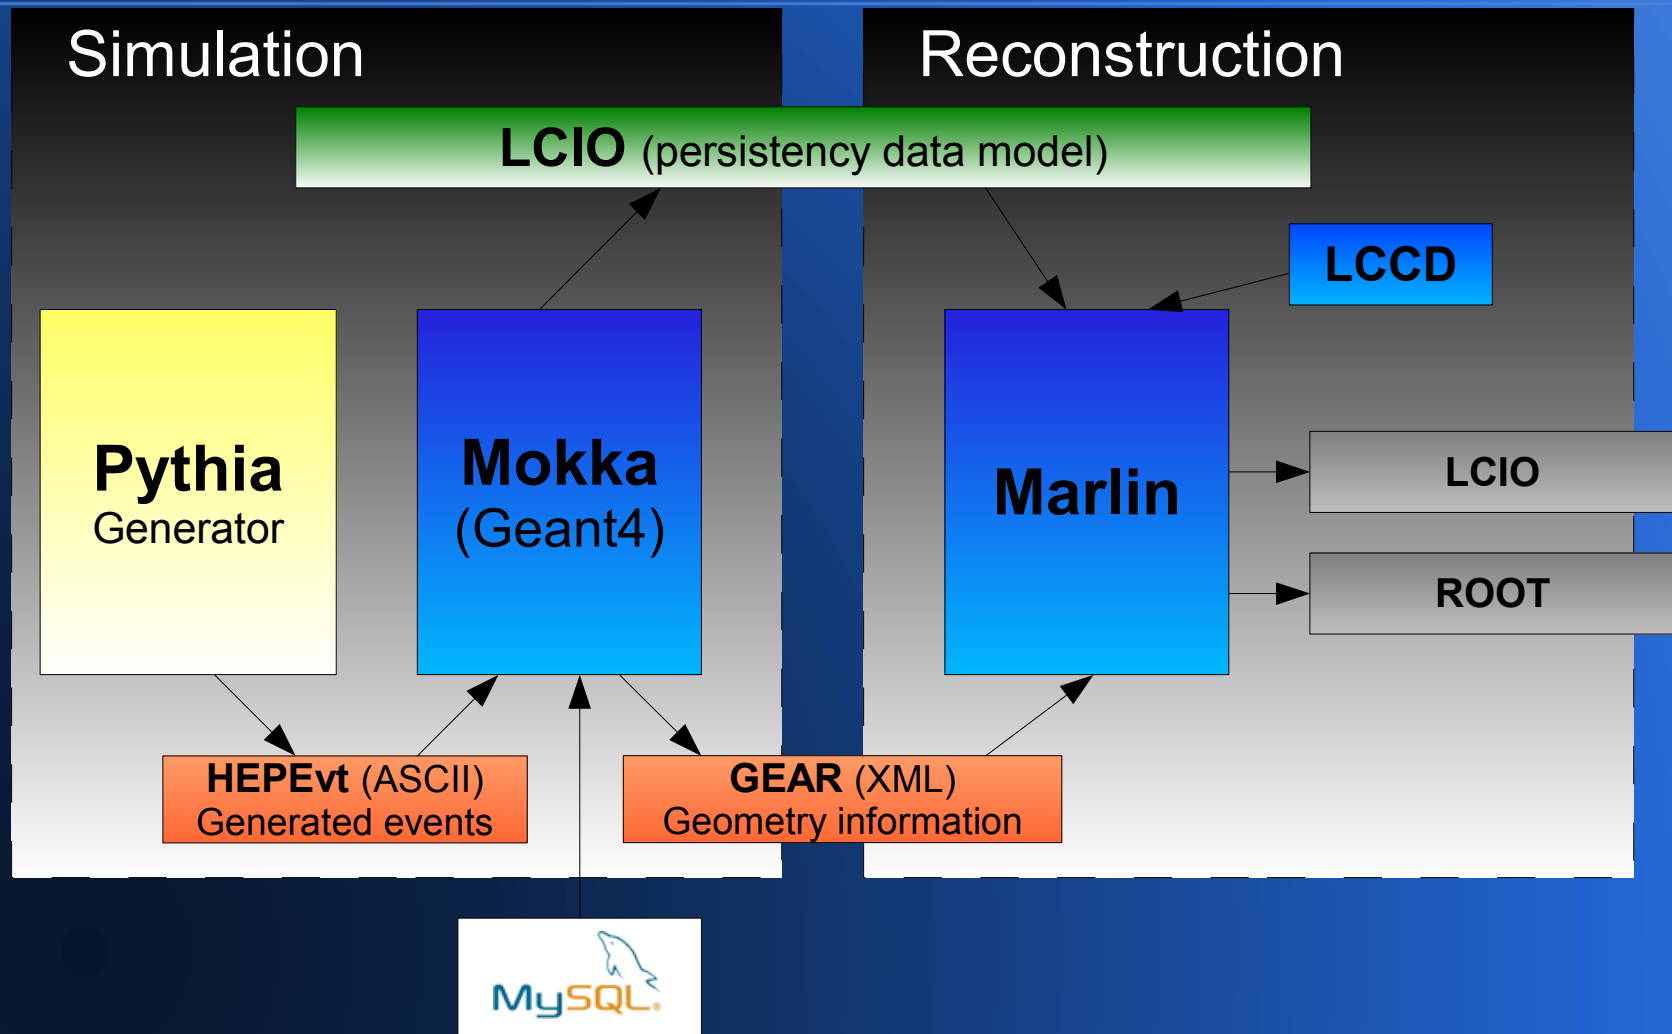 Simulation
Reconstruction
LCIO (persistency data model)
LCCD
Pythia
Generator
Mokka
(Geant4)
Marlin
LCIO
ROOT
HEPEvt (ASCII)
Generated events
GEAR (XML)
Geometry information
MySQL.